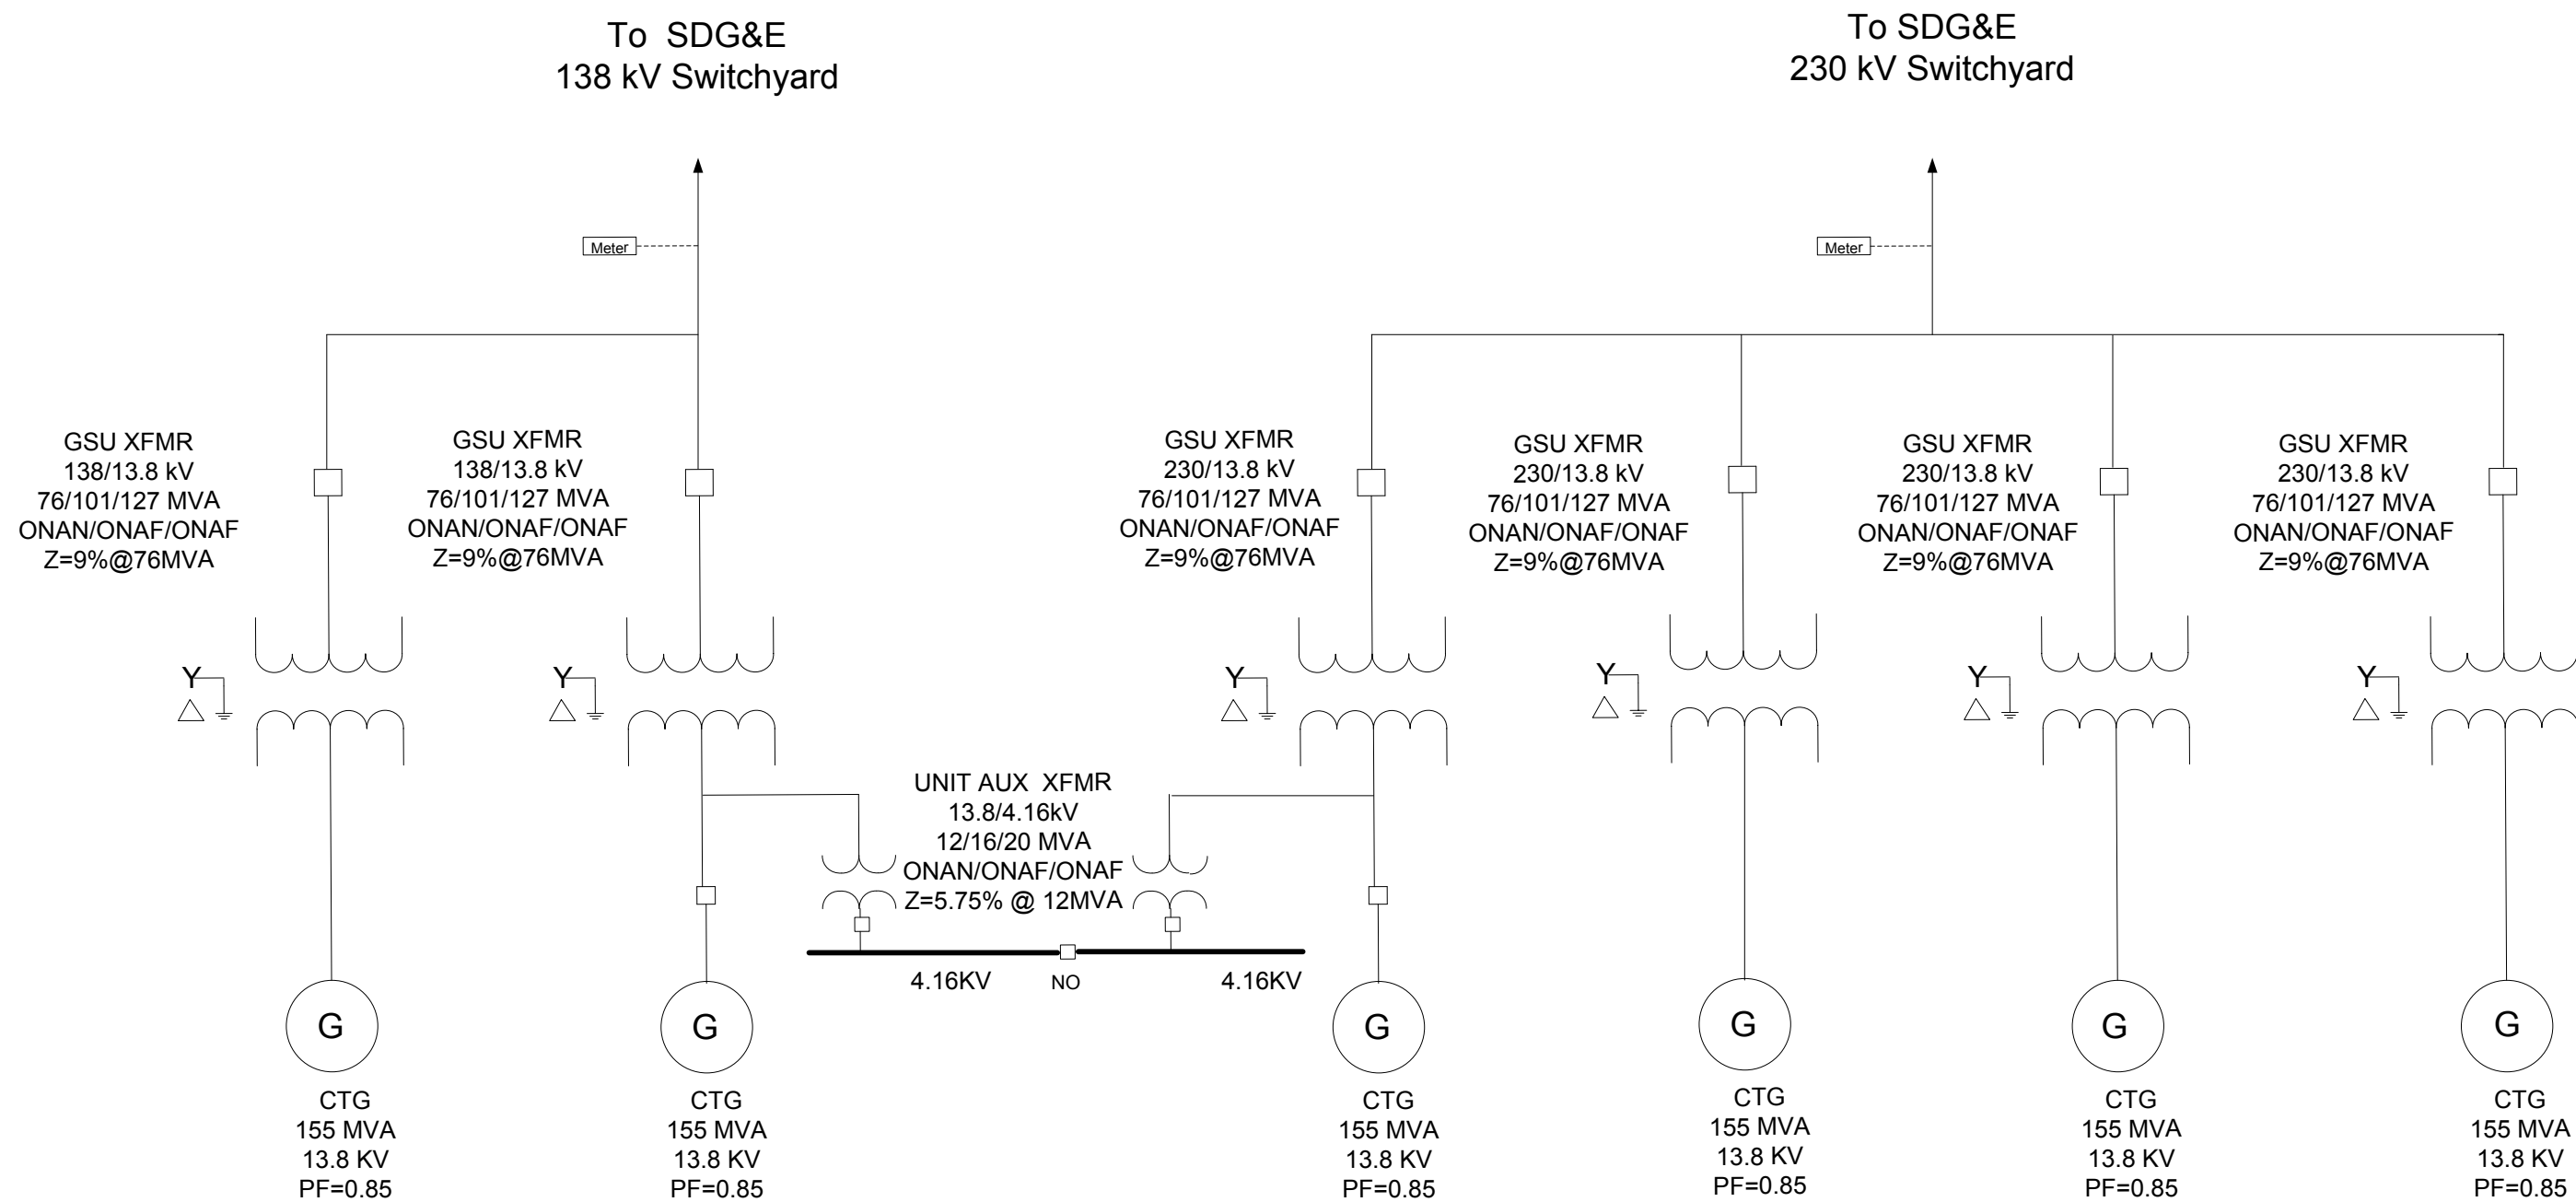 To SDG&E
138 kV Switchyard
To SDG&E
230 kV Switchyard
Meter
Meter
GSU XFMR
138/13.8 kV
76/101/127 MVA
ONAN/ONAF/ONAF
Z=9%@76MVA
GSU XFMR
138/13.8 kV
76/101/127 MVA
ONAN/ONAF/ONAF
Z=9%@76MVA
GSU XFMR
230/13.8 kV
76/101/127 MVA
ONAN/ONAF/ONAF
Z=9%@76MVA
GSU XFMR
230/13.8 kV
76/101/127 MVA
ONAN/ONAF/ONAF
Z=9%@76MVA
GSU XFMR
230/13.8 kV
76/101/127 MVA
ONAN/ONAF/ONAF
Z=9%@76MVA
GSU XFMR
230/13.8 kV
76/101/127 MVA
ONAN/ONAF/ONAF
Z=9%@76MVA
Y
Y
Y
Y
Y
Y
UNIT AUX XFMR
13.8/4.16kV
12/16/20 MVA
ONAN/ONAF/ONAF
Z=5.75% @ 12MVA
4.16KV
NO
4.16KV
G
G
G
G
G
G
CTG
155 MVA
13.8 KV
PF=0.85
CTG
155 MVA
13.8 KV
PF=0.85
CTG
155 MVA
13.8 KV
PF=0.85
CTG
155 MVA
13.8 KV
PF=0.85
CTG
155 MVA
13.8 KV
PF=0.85
CTG
155 MVA
13.8 KV
PF=0.85